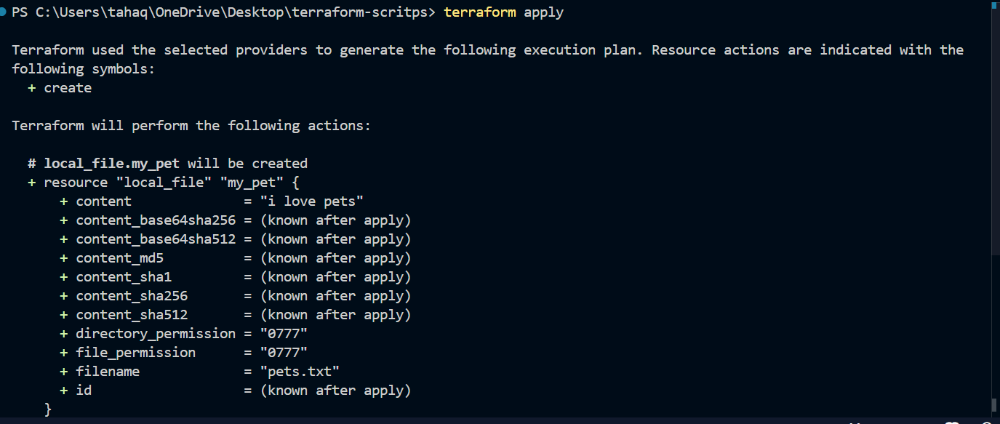 PS C:\Users\tahaq\OneDrive\Desktop\terraform-scritps> terraform apply
Terraform used the selected providers to generate the following execution plan. Resource actions are indicated with the
following symbols:
  + create
Terraform will perform the following actions:
  # local_file.my_pet will be created
  + resource "local_file" "my_pet" {
      + content              = "i love pets"
      + content_base64sha256 = (known after apply)
      + content_base64sha512 = (known after apply)
      + content_md5          = (known after apply)
      + content_sha1         = (known after apply)
      + content_sha256       = (known after apply)
      + content_sha512       = (known after apply)
      + directory_permission = "0777"
      + file_permission      = "0777"
      + filename             = "pets.txt"
      + id                   = (known after apply)
    }